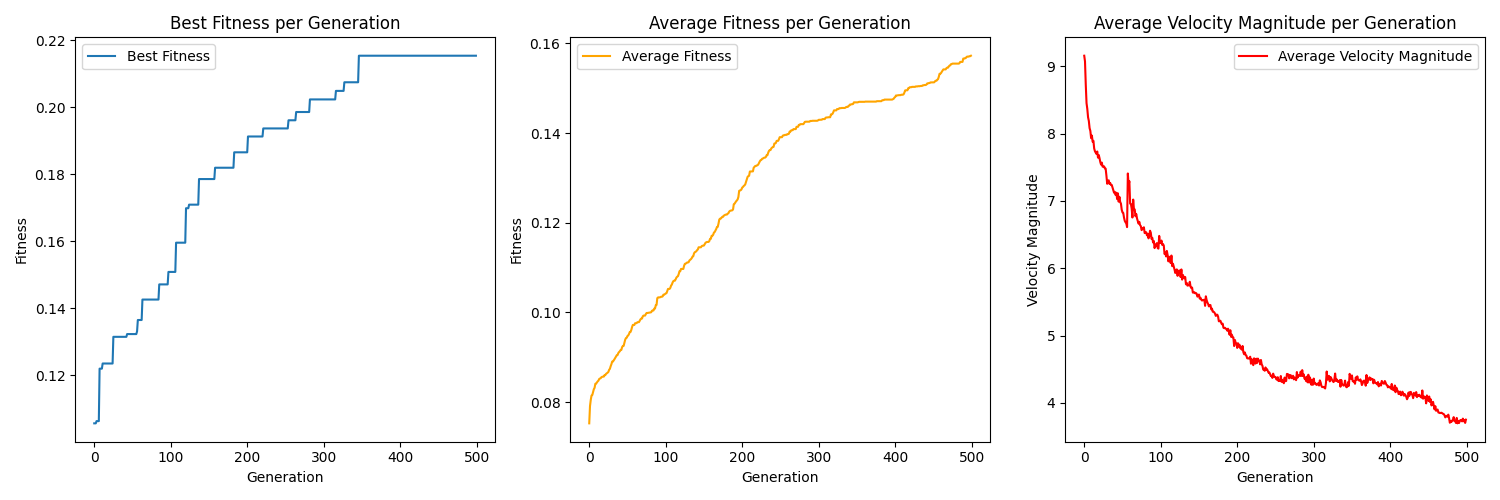 Best Fitness per Generation
Best Fitness
0.22
0.20
0.18
0.16
0.14
0.12
Fitness
0 100 200 300 400 500
Generation
Average Fitness per Generation
Average Fitness
0.16
0.14
0.12
0.10
0.08
Fitness
0 100 200 300 400 500
Generation
Average Velocity Magnitude per Generation
Average Velocity Magnitude
9
8
7
6
5
4
Velocity Magnitude
0 100 200 300 400 500
Generation